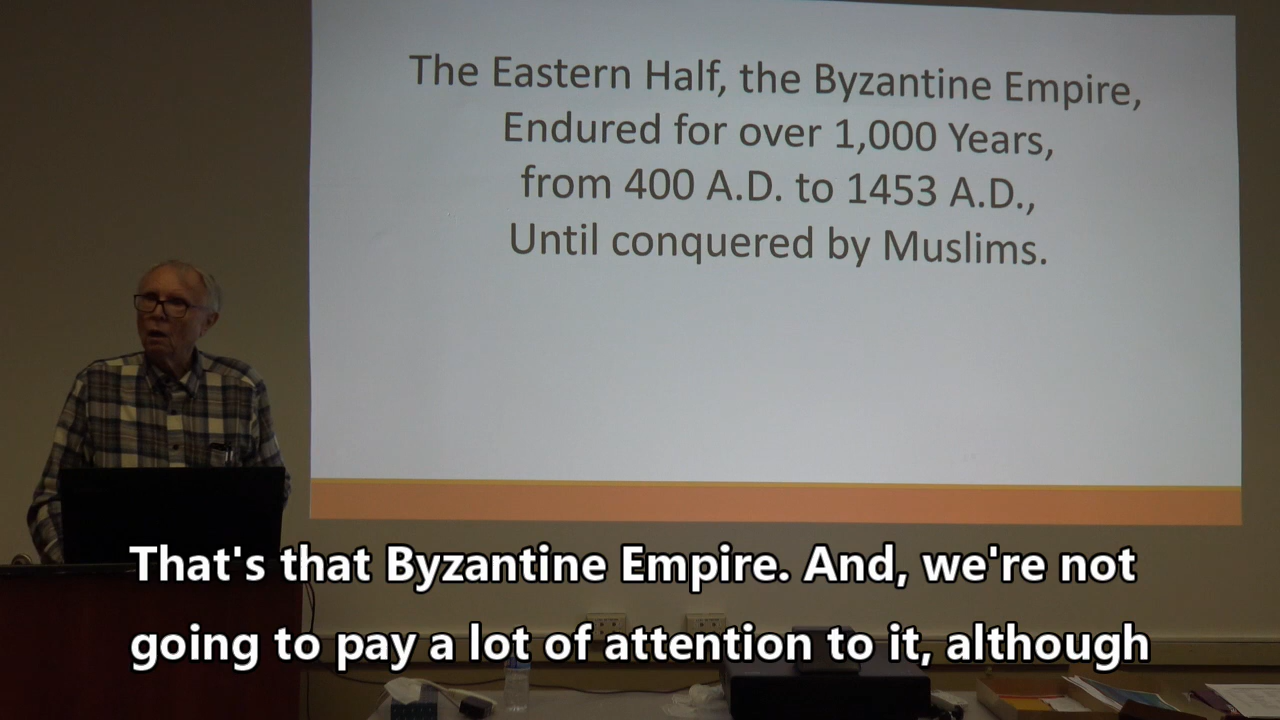 The Eastern Half, the Byzantine Empire,
Endured for over 1,000 Years,
from 400 A.D. to 1453 A.D.,
Until conquered by Muslims.
That's that Byzantine Empire. And, we're not
going to pay a lot of attention to it, although